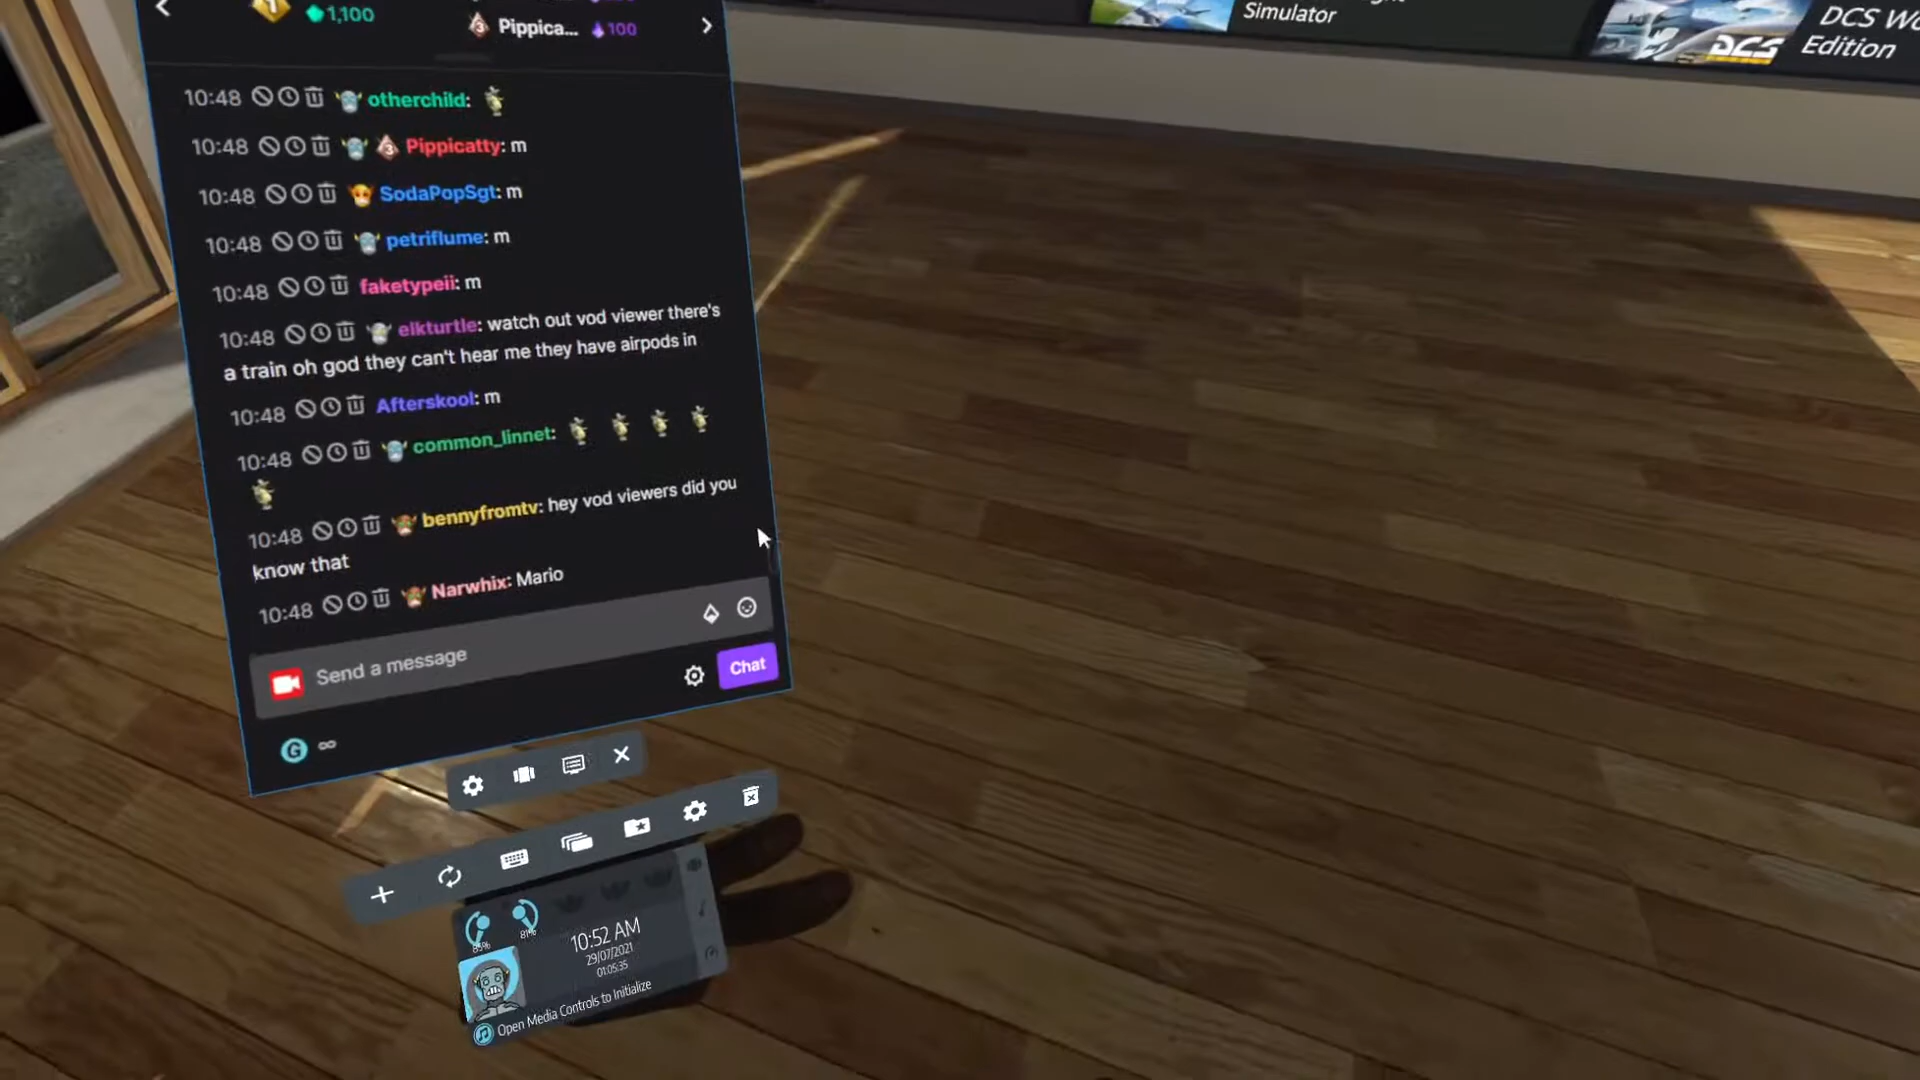 1,100
Pippica... 100
Simulator
DCS Wo
Edition
DCS
10:48 otherchild:
10:48 Pippicatty: m
10:48 SodaPopSgt: m
10:48 petriflume: m
10:48 faketypeii: m
10:48 elkturtle: watch out vod viewer there's
a train oh god they can't hear me they have airpods in
10:48 Afterskool: m
10:48 common_linnet:
10:48 bennyfromtv: hey vod viewers did you
know that
10:48 Narwhix: Mario
Send a message
Chat
G ∞
85% 81%
10:52 AM
29/07/2021
01:05:35
Open Media Controls to Initialize